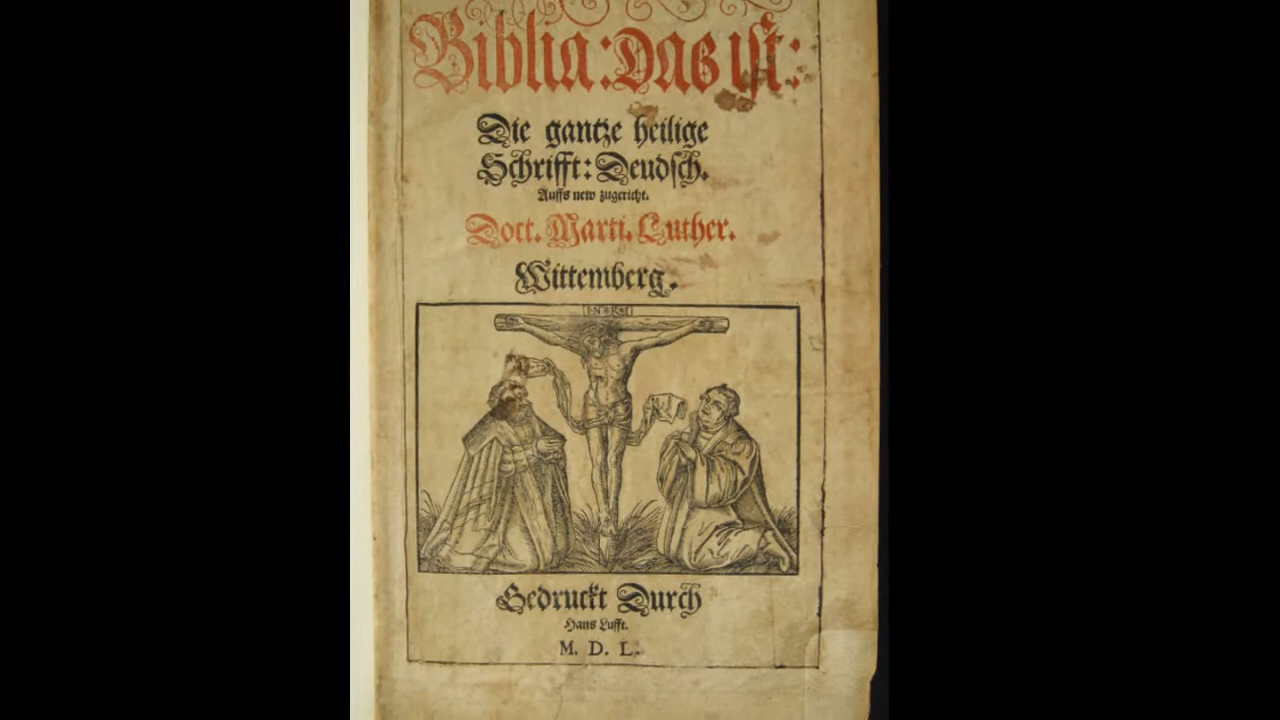 Biblia: Das ist:
Die gantze heilige
Schrifft: Deudsch.
Auffs new zugericht.
Doct. Marti. Luther.
Wittemberg.
I·N·R·I
Gedruckt Durch
Hans Lufft.
M. D. L.